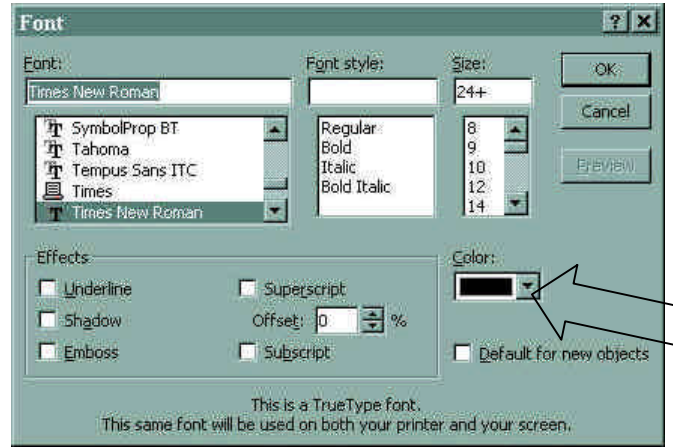 Font
Font:
Font style:
Size:
Times New Roman
24+
OK
Cancel
Preview
SymbolProp BT
Tahoma
Tempus Sans ITC
Times
Times New Roman
Regular
Bold
Italic
Bold Italic
8
9
10
12
14
Effects
Underline
Shadow
Emboss
Superscript
Offset: 0 %
Subscript
Color:
Default for new objects
This is a TrueType font.
This same font will be used on both your printer and your screen.